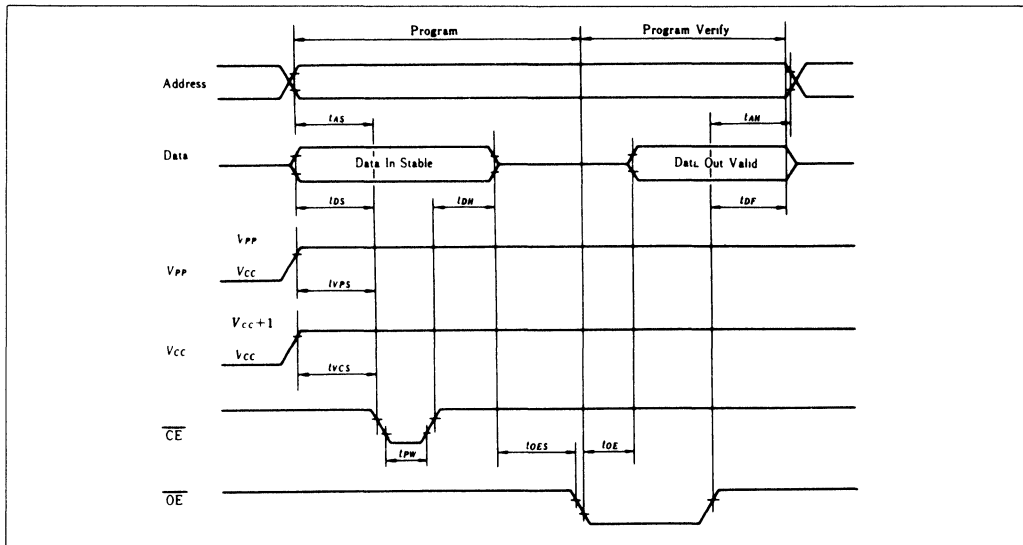 Program Program Verify
Address
tAS tAH
Data Data In Stable Data Out Valid
tDS tDH tDF
VPP
VPP VCC
tVPS
VCC+1
VCC VCC
tVCS
CE
tPW tOES tOE
OE